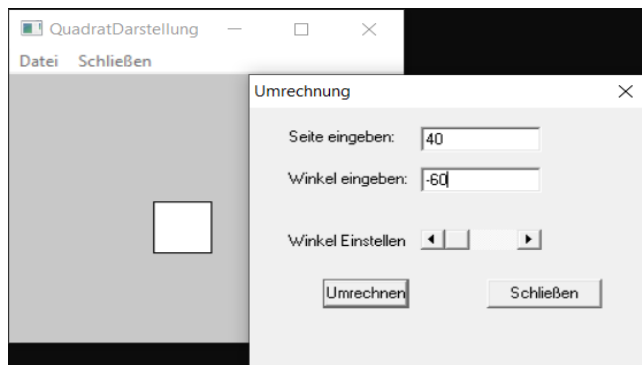 QuadratDarstellung
Datei Schließen
Umrechnung
Seite eingeben: 40
Winkel eingeben: -60
Winkel Einstellen
Umrechnen Schließen